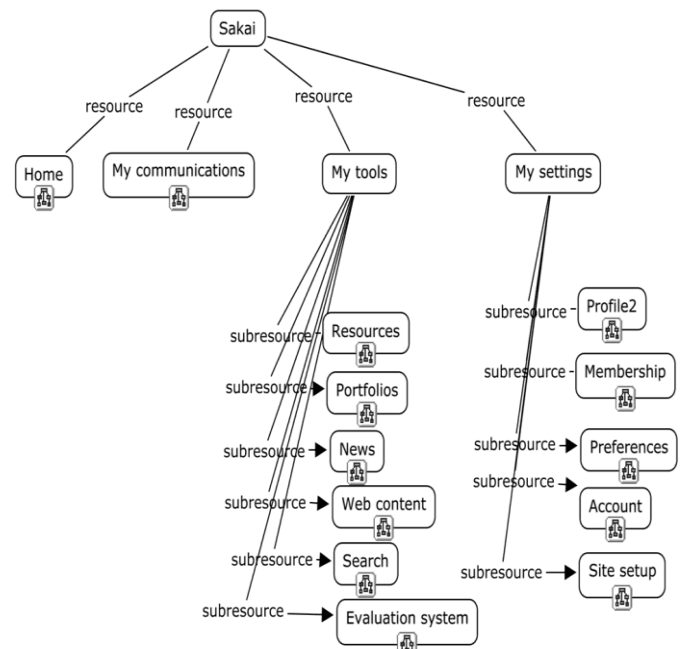 Sakai
resource
resource
resource
resource
Home
My communications
My tools
My settings
subresource
Resources
subresource
Portfolios
subresource
News
subresource
Web content
subresource
Search
subresource
Evaluation system
subresource
Profile2
subresource
Membership
subresource
Preferences
subresource
Account
subresource
Site setup